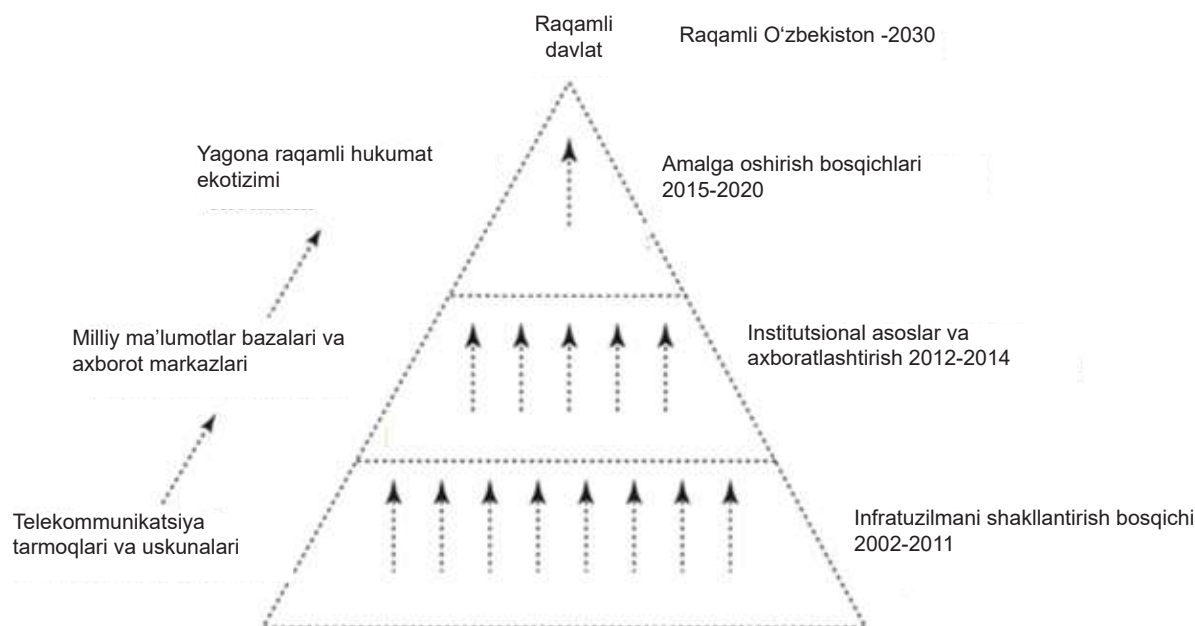 Raqamli
davlat
Raqamli O‘zbekiston -2030
Yagona raqamli hukumat
ekotizimi
Amalga oshirish bosqichlari
2015-2020
Milliy ma’lumotlar bazalari va
axborot markazlari
Institutsional asoslar va
axboratlashtirish 2012-2014
Telekommunikatsiya
tarmoqlari va uskunalari
Infratuzilmani shakllantirish bosqichi
2002-2011